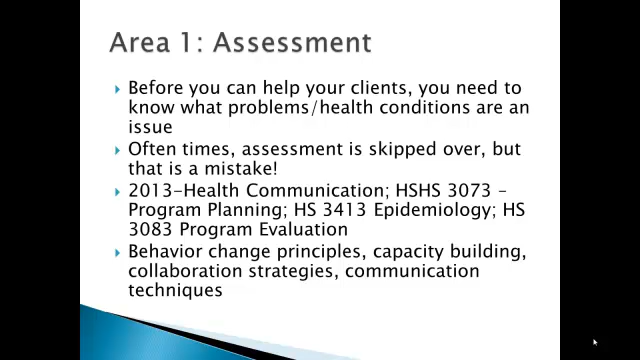 Area 1: Assessment
Before you can help your clients, you need to
know what problems/health conditions are an
issue
Often times, assessment is skipped over, but
that is a mistake!
2013-Health Communication; HSHS 3073 –
Program Planning; HS 3413 Epidemiology; HS
3083 Program Evaluation
Behavior change principles, capacity building,
collaboration strategies, communication
techniques